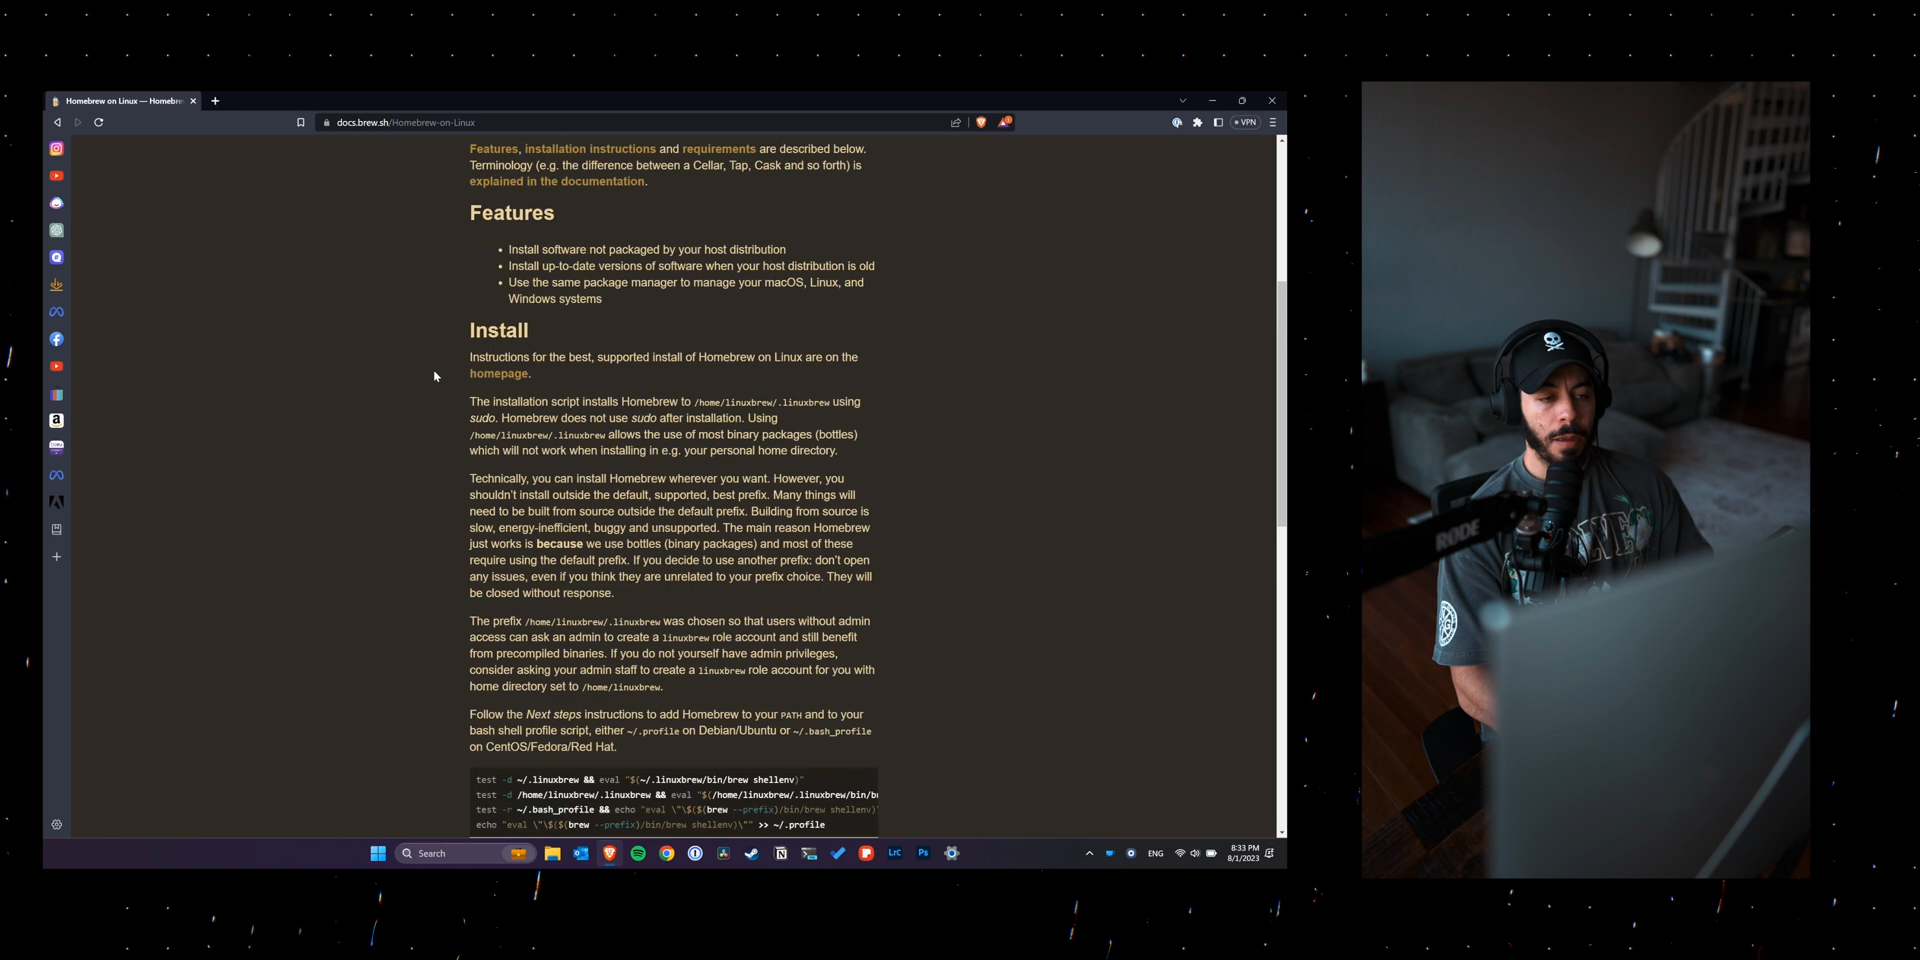 Homebrew on Linux — Homebre
docs.brew.sh/Homebrew-on-Linux
VPN
Features, installation instructions and requirements are described below.
Terminology (e.g. the difference between a Cellar, Tap, Cask and so forth) is
explained in the documentation.
Features
• Install software not packaged by your host distribution
• Install up-to-date versions of software when your host distribution is old
• Use the same package manager to manage your macOS, Linux, and
Windows systems
Install
Instructions for the best, supported install of Homebrew on Linux are on the
homepage.
The installation script installs Homebrew to /home/linuxbrew/.linuxbrew using
sudo. Homebrew does not use sudo after installation. Using
/home/linuxbrew/.linuxbrew allows the use of most binary packages (bottles)
which will not work when installing in e.g. your personal home directory.
Technically, you can install Homebrew wherever you want. However, you
shouldn't install outside the default, supported, best prefix. Many things will
need to be built from source outside the default prefix. Building from source is
slow, energy-inefficient, buggy and unsupported. The main reason Homebrew
just works is because we use bottles (binary packages) and most of these
require using the default prefix. If you decide to use another prefix: don't open
any issues, even if you think they are unrelated to your prefix choice. They will
be closed without response.
The prefix /home/linuxbrew/.linuxbrew was chosen so that users without admin
access can ask an admin to create a linuxbrew role account and still benefit
from precompiled binaries. If you do not yourself have admin privileges,
consider asking your admin staff to create a linuxbrew role account for you with
home directory set to /home/linuxbrew.
Follow the Next steps instructions to add Homebrew to your PATH and to your
bash shell profile script, either ~/.profile on Debian/Ubuntu or ~/.bash_profile
on CentOS/Fedora/Red Hat.
test -d ~/.linuxbrew && eval "$(~/.linuxbrew/bin/brew shellenv)"
test -d /home/linuxbrew/.linuxbrew && eval "$(/home/linuxbrew/.linuxbrew/bin/b
test -r ~/.bash_profile && echo "eval \"\$($(brew --prefix)/bin/brew shellenv)
echo "eval \"\$($(brew --prefix)/bin/brew shellenv)\"" >> ~/.profile
Search
LrC
Ps
ENG
8:33 PM
8/1/2023
RODE